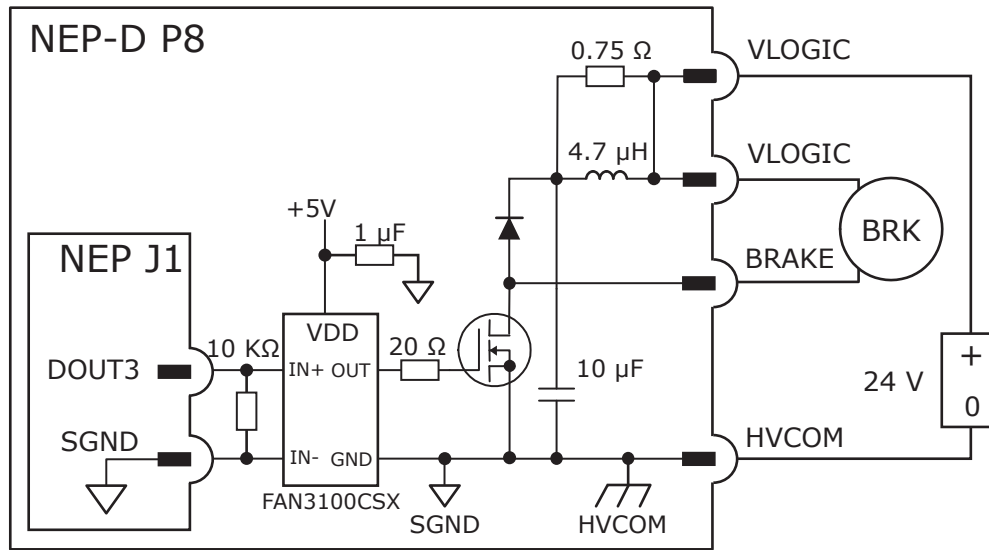 NEP-D P8
0.75 Ω
VLOGIC
4.7 µH
VLOGIC
+5V
1 µF
BRK
NEP J1
BRAKE
VDD
10 KΩ
20 Ω
DOUT3
IN+
OUT
10 µF
24 V
+
0
SGND
IN-
GND
HVCOM
FAN3100CSX
SGND
HVCOM